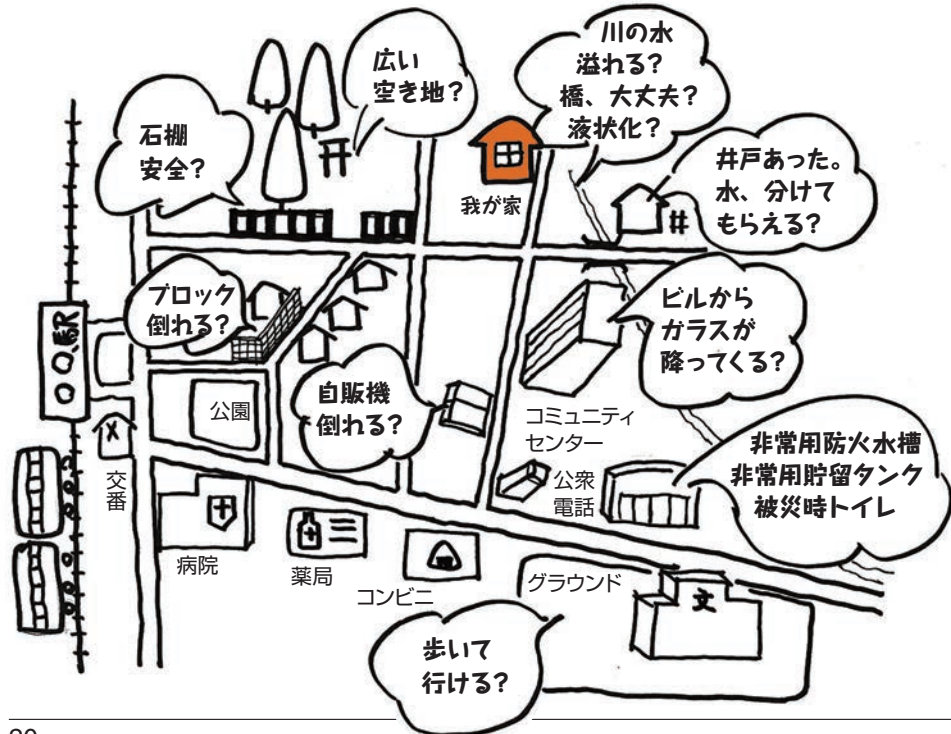 川の水
溢れる?
橋、大丈夫?
液状化?
広い
空き地?
石棚
安全?
井戸あった。
水、分けて
もらえる?
我が家
井
ブロック
倒れる?
ビルから
ガラスが
降ってくる?
○○駅
公園
自販機
倒れる?
コミュニティ
センター
非常用防火水槽
非常用貯留タンク
被災時トイレ
交番
公衆
電話
病院
薬局
コンビニ
グラウンド
文
歩いて
行ける?